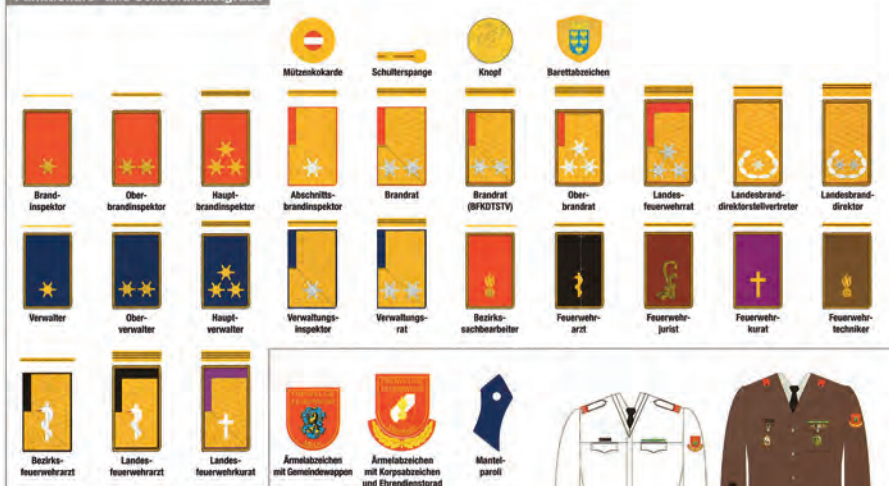 Mützenkokarde
Schulterspange
Knopf
Barettabzeichen
Brand-
inspektor
Ober-
brandinspektor
Haupt-
brandinspektor
Abschnitts-
brandinspektor
Brandrat
Brandrat
(BFKDTSTV)
Ober-
brandrat
Landes-
feuerwehrrat
Landesbrand-
direktorstellvertreter
Landesbrand-
direktor
Verwalter
Ober-
verwalter
Haupt-
verwalter
Verwaltungs-
inspektor
Verwaltungs-
rat
Bezirks-
sachbearbeiter
Feuerwehr-
arzt
Feuerwehr-
jurist
Feuerwehr-
kurat
Feuerwehr-
techniker
Bezirks-
feuerwehrarzt
Landes-
feuerwehrarzt
Landes-
feuerwehrkurat
Ärmelabzeichen
mit Gemeindewappen
Ärmelabzeichen
mit Korpsabzeichen
und Ehrendienstgrad
Mantel-
paroli